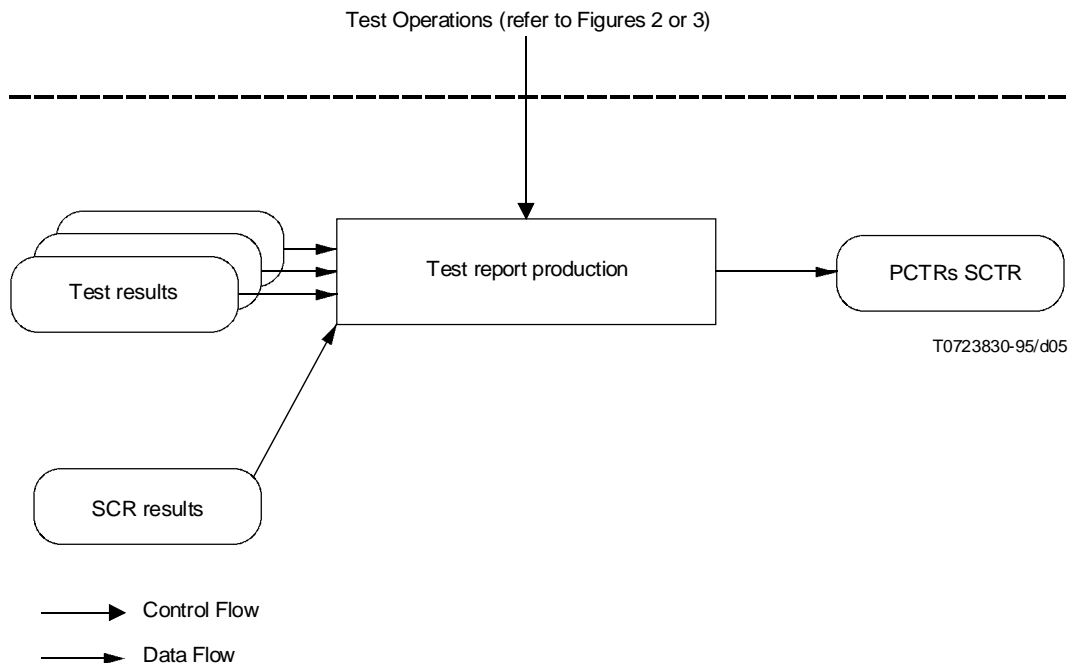 Test Operations (refer to Figures 2 or 3)
Test results
Test report production
PCTRs SCTR
T0723830-95/d05
SCR results
Control Flow
Data Flow